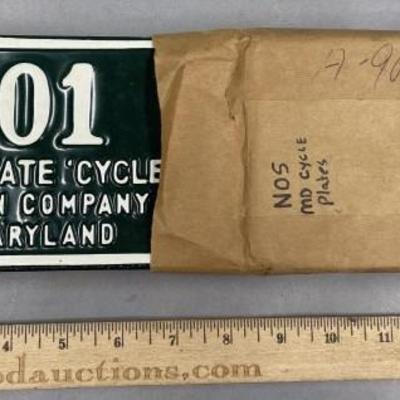 01
ATE 'CYCLE
N COMPANY
ARYLAND
A-90
NOS
MD CYCLE
Plates
4 5 6 7 8 9 10 11
odauctions.com